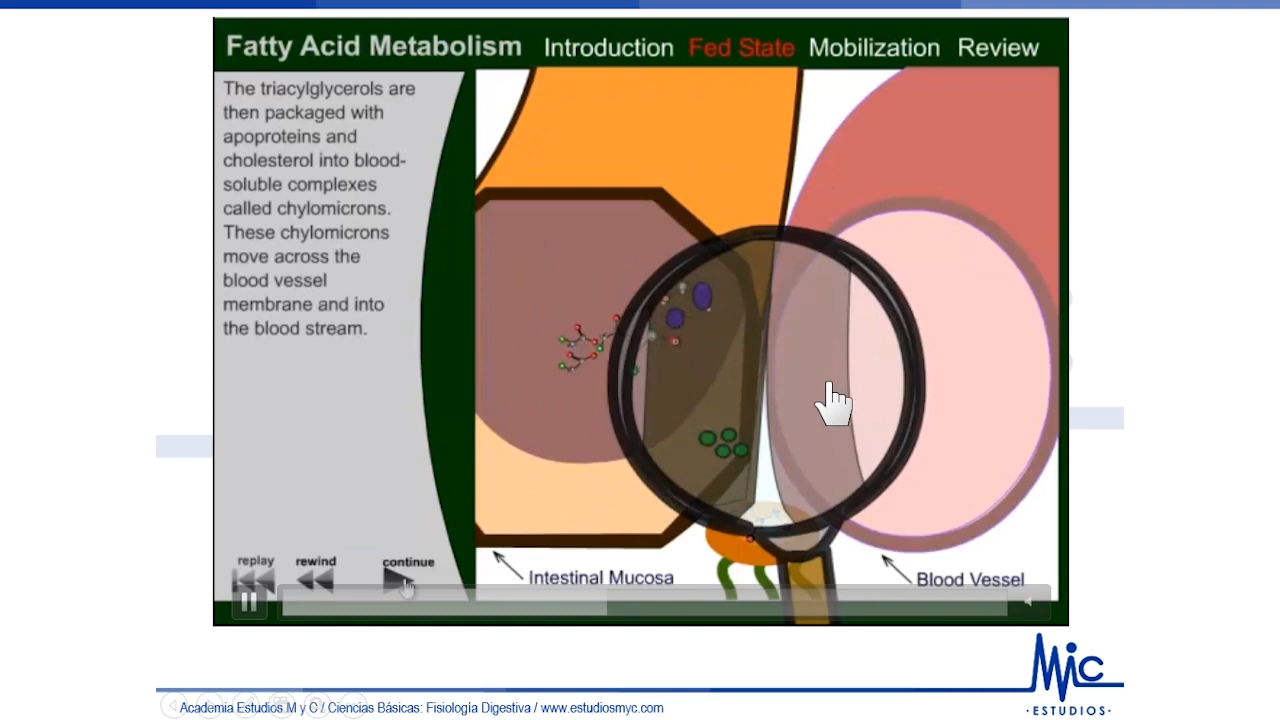 Fatty Acid Metabolism Introduction Fed State Mobilization Review
The triacylglycerols are
then packaged with
apoproteins and
cholesterol into blood-
soluble complexes
called chylomicrons.
These chylomicrons
move across the
blood vessel
membrane and into
the blood stream.
replay rewind continue
Intestinal Mucosa
Blood Vessel
MyC
·ESTUDIOS·
Academia Estudios M y C / Ciencias Básicas: Fisiología Digestiva / www.estudiosmyc.com